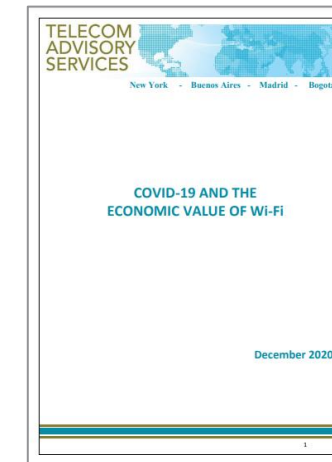 TELECOM
ADVISORY
SERVICES
New York - Buenos Aires - Madrid - Bogota
COVID-19 AND THE
ECONOMIC VALUE OF Wi-Fi
December 2020
1